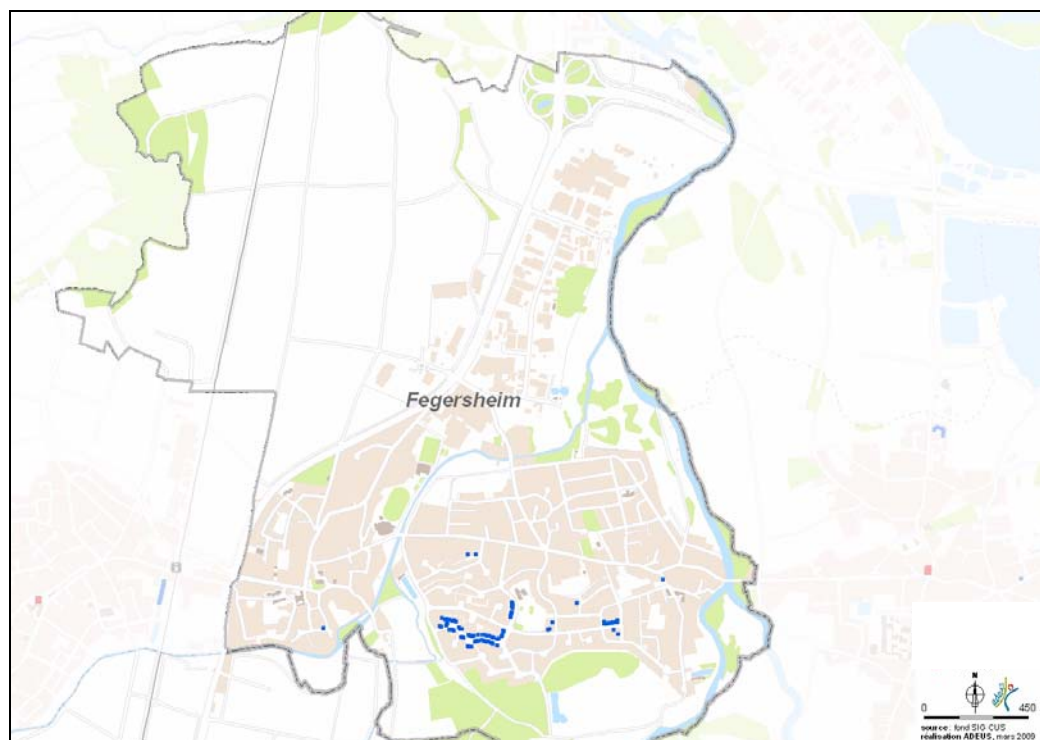 Fegersheim
N
0 450
source: fond SIG CUS
réalisation ADEUS, mars 2009